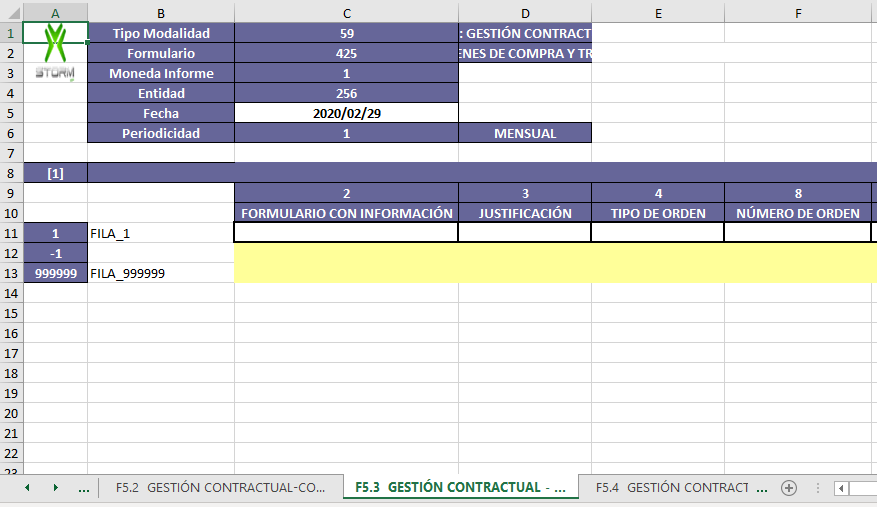 A B C D E F
1 Tipo Modalidad 59 : GESTIÓN CONTRACT
2 Formulario 425 ENES DE COMPRA Y TR
3 STORM Moneda Informe 1
4 Entidad 256
5 Fecha 2020/02/29
6 Periodicidad 1 MENSUAL
7
8 [1]
9 2 3 4 8
10 FORMULARIO CON INFORMACIÓN JUSTIFICACIÓN TIPO DE ORDEN NÚMERO DE ORDEN
11 1 FILA_1
12 -1
13 999999 FILA_999999
14
15
16
17
18
19
20
21
22
23
... F5.2 GESTIÓN CONTRACTUAL-CO... F5.3 GESTIÓN CONTRACTUAL - ... F5.4 GESTIÓN CONTRACT ...